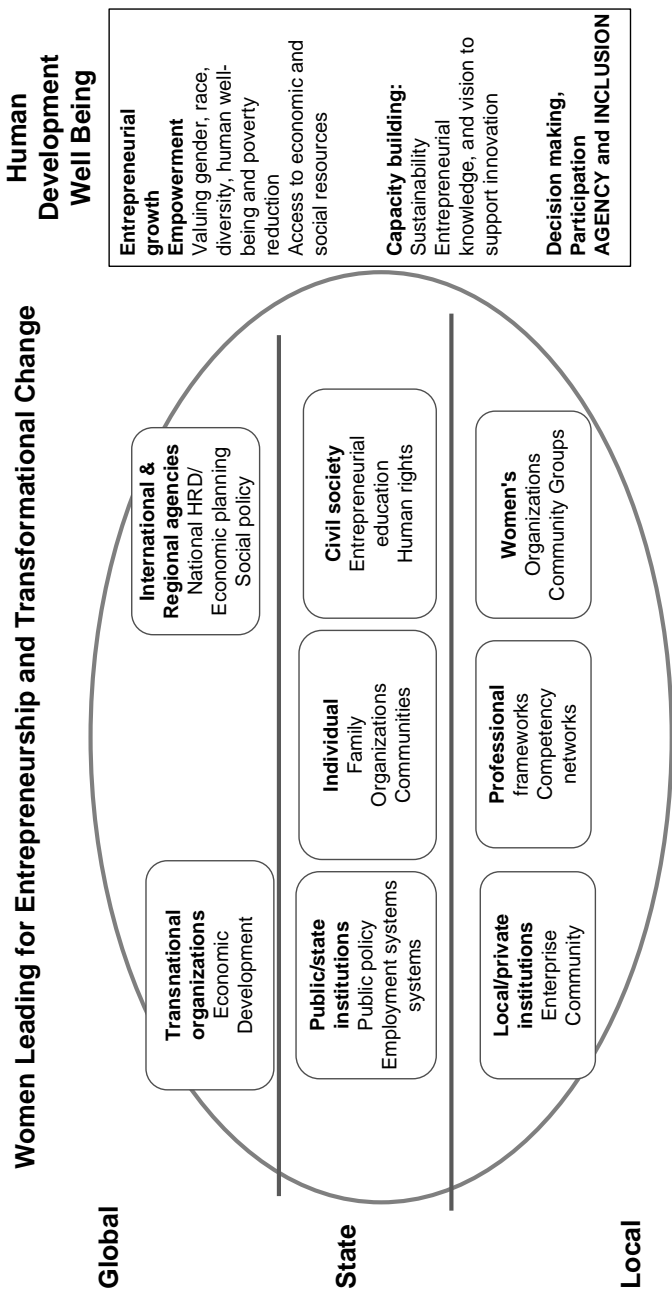 Women Leading for Entrepreneurship and Transformational Change
Human
Development
Well Being
Global
Transnational
organizations
Economic
Development
International &
Regional agencies
National HRD/
Economic planning
Social policy
State
Public/state
institutions
Public policy
Employment systems
systems
Individual
Family
Organizations
Communities
Civil society
Entrepreneurial
education
Human rights
Local
Local/private
institutions
Enterprise
Community
Professional
frameworks
Competency
networks
Women's
Organizations
Community Groups
Entrepreneurial
growth
Empowerment
Valuing gender, race,
diversity, human well-
being and poverty
reduction
Access to economic and
social resources
Capacity building:
Sustainability
Entrepreneurial
knowledge, and vision to
support innovation
Decision making,
Participation
AGENCY and INCLUSION